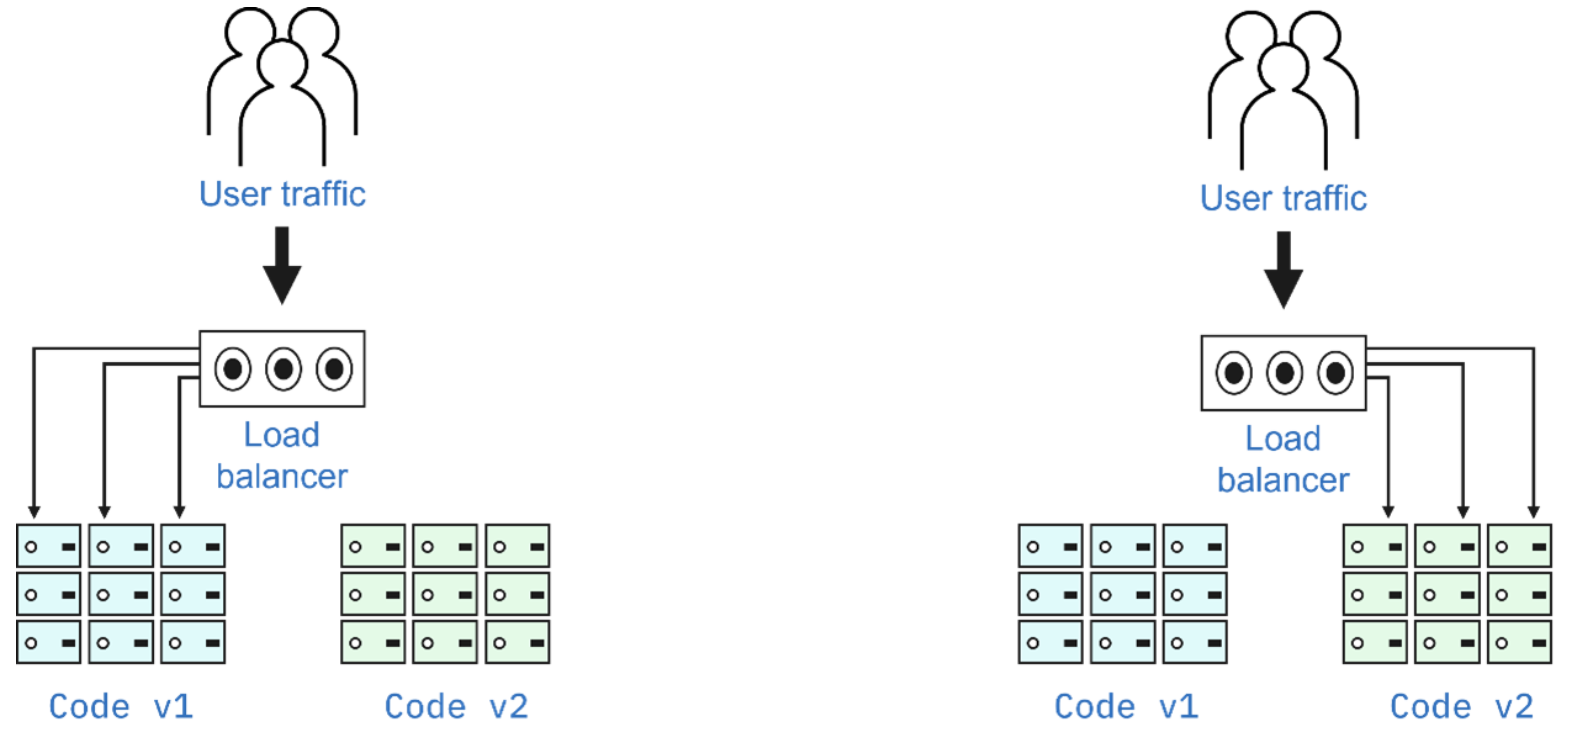 User traffic
Load
balancer
Code v1
Code v2
User traffic
Load
balancer
Code v1
Code v2